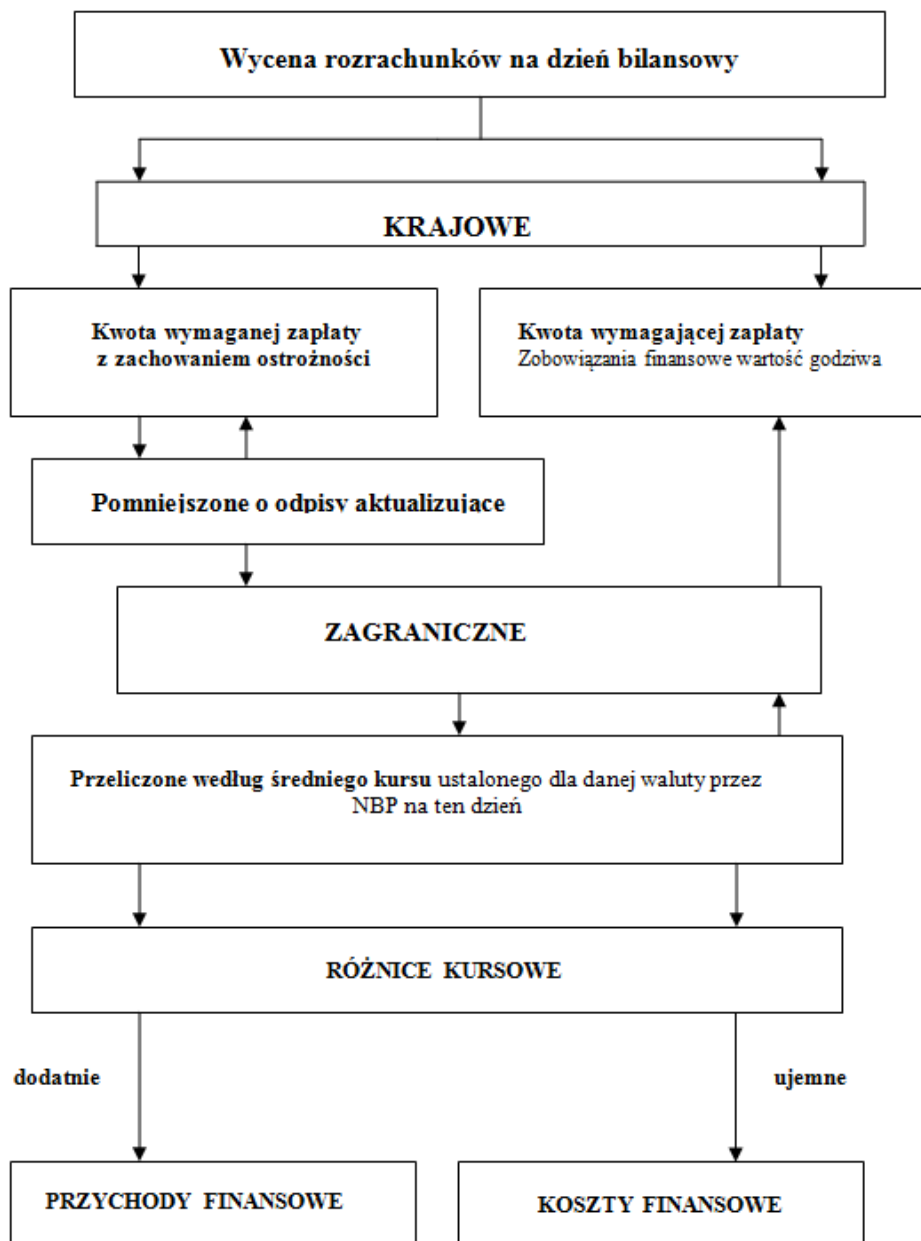 Wycena rozrachunków na dzień bilansowy
KRAJOWE
Kwota wymaganej zapłaty
z zachowaniem ostrożności
Kwota wymagającej zapłaty
Zobowiązania finansowe wartość godziwa
Pomniejszone o odpisy aktualizujące
ZAGRANICZNE
Przeliczone według średniego kursu ustalonego dla danej waluty przez
NBP na ten dzień
RÓŻNICE KURSOWE
dodatnie
ujemne
PRZYCHODY FINANSOWE
KOSZTY FINANSOWE